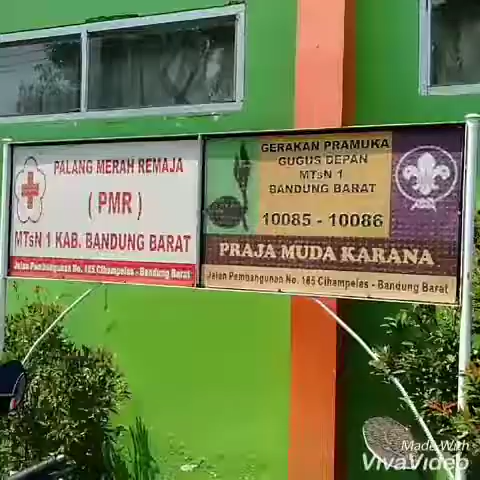 PALANG MERAH REMAJA
( PMR )
MTsN 1 KAB. BANDUNG BARAT
Jalan Pembangunan No. 185 Cihampelas - Bandung Barat
GERAKAN PRAMUKA
GUGUS DEPAN
MTsN 1
BANDUNG BARAT
10085 - 10086
PRAJA MUDA KARANA
Jalan Pembangunan No. 185 Cihampelas - Bandung Barat
Made With
VivaVideo